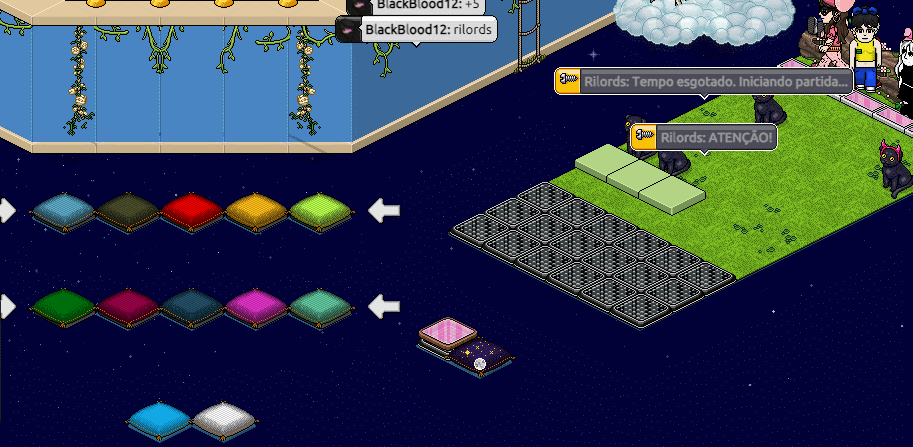 BlackBlood12: +5
BlackBlood12: rilords
Rilords: Tempo esgotado. Iniciando partida...
Rilords: ATENÇÃO!